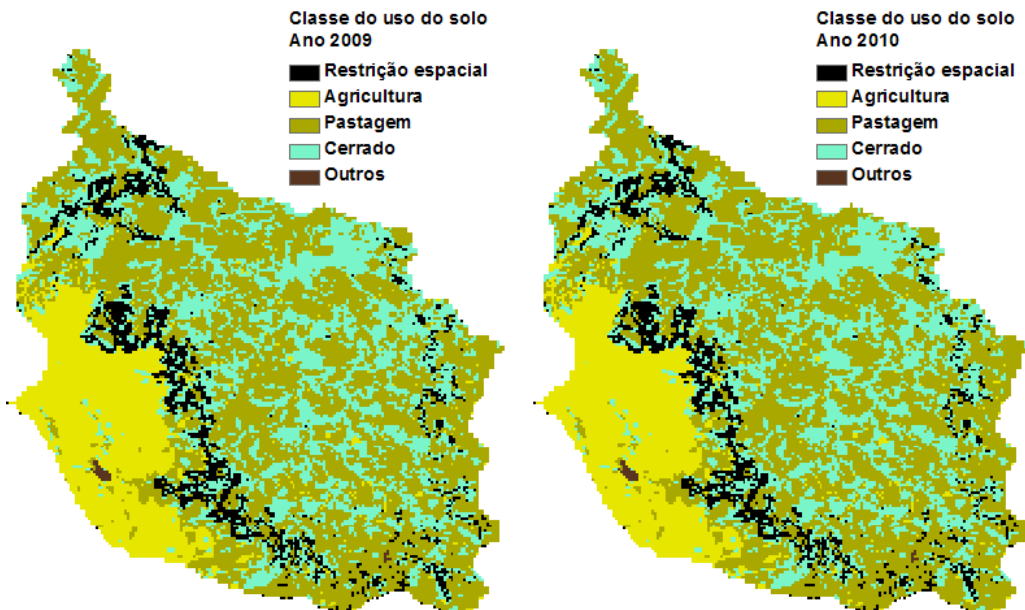 Classe do uso do solo
Ano 2009
Restrição espacial
Agricultura
Pastagem
Cerrado
Outros
Classe do uso do solo
Ano 2010
Restrição espacial
Agricultura
Pastagem
Cerrado
Outros